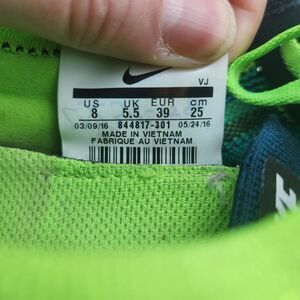 VJ
US UK EUR cm
8 5.5 39 25
03/09/16 844817-301 05/24/16
MADE IN VIETNAM
FABRIQUE AU VIETNAM